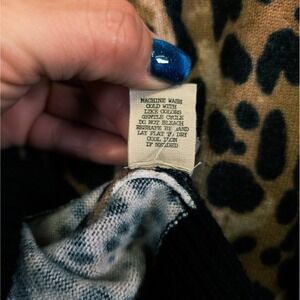 MACHINE WASH
COLD WITH
LIKE COLORS
GENTLE CYCLE
DO NOT BLEACH
RESHAPE BY HAND
LAY FLAT TO DRY
COOL IRON
IF NEEDED